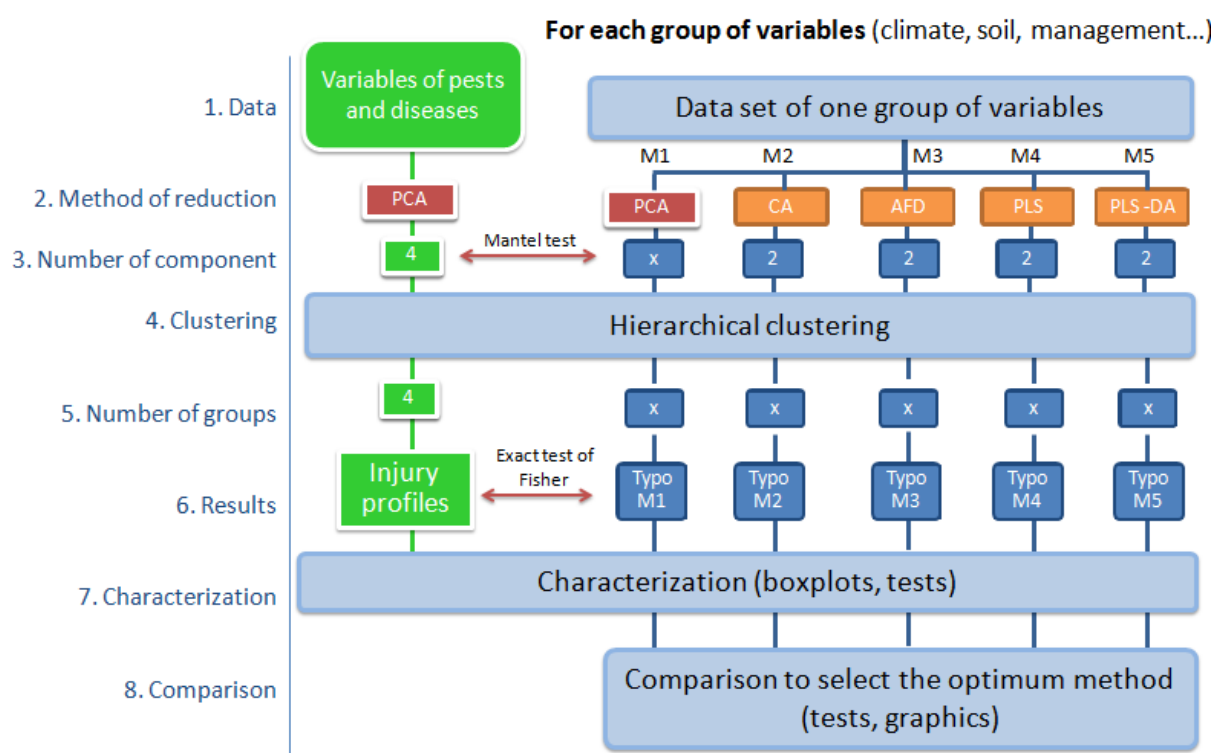 For each group of variables (climate, soil, management...)
1. Data
Variables of pests
and diseases
Data set of one group of variables
M1 M2 M3 M4 M5
2. Method of reduction
PCA
PCA CA AFD PLS PLS -DA
3. Number of component
4
Mantel test
x 2 2 2 2
4. Clustering
Hierarchical clustering
5. Number of groups
4
x x x x x
6. Results
Injury
profiles
Exact test of
Fisher
Typo
M1
Typo
M2
Typo
M3
Typo
M4
Typo
M5
7. Characterization
Characterization (boxplots, tests)
8. Comparison
Comparison to select the optimum method
(tests, graphics)